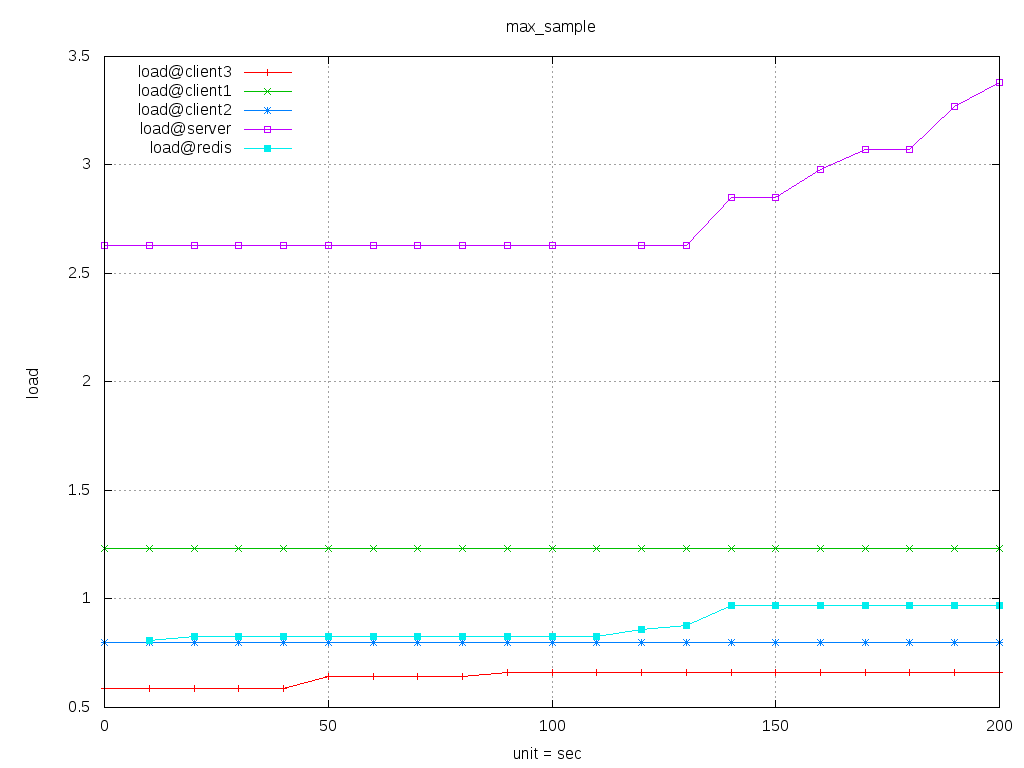 max_sample
3.5
load@client3
load@client1
load@client2
load@server
load@redis
3
2.5
load
2
1.5
1
0.5
0 50 100 150 200
unit = sec